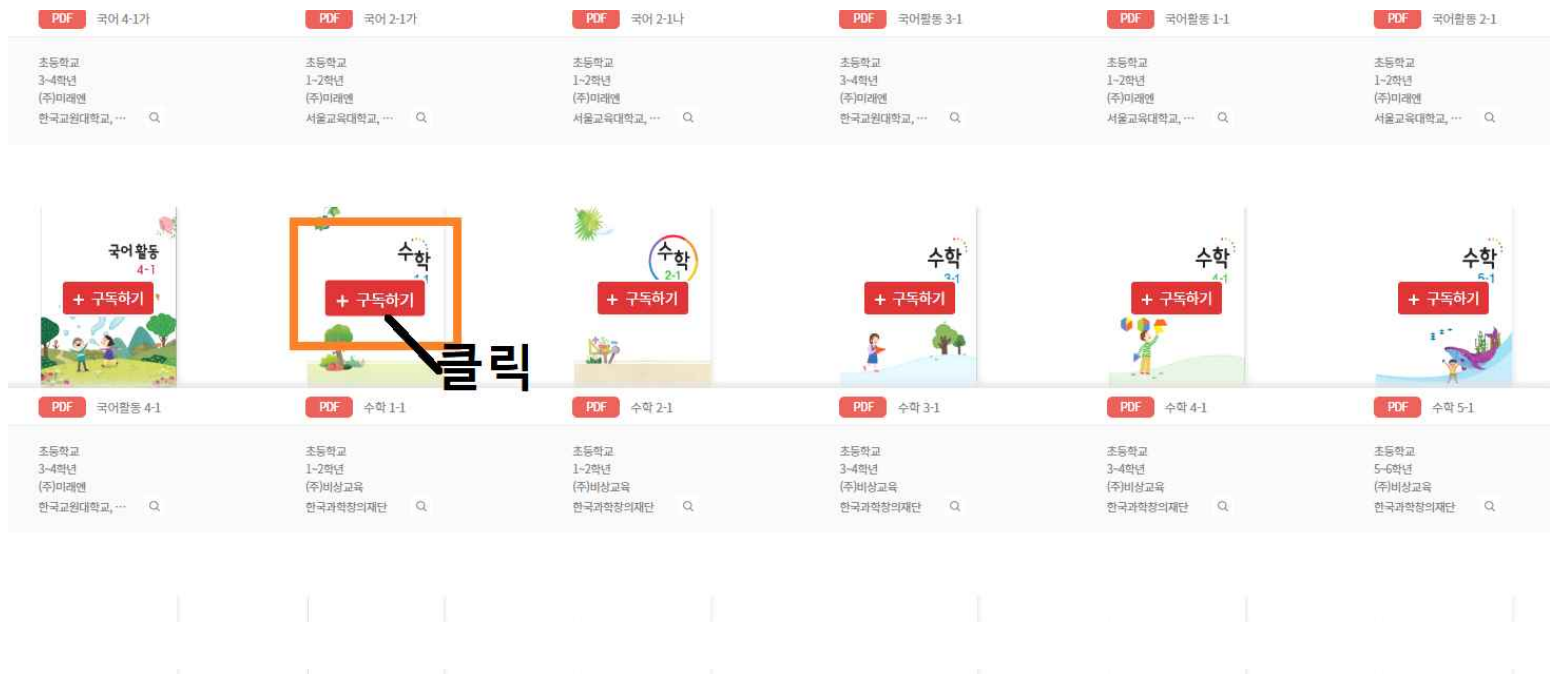 PDF 국어 4-1가
PDF 국어 2-1가
PDF 국어 2-1나
PDF 국어활동 3-1
PDF 국어활동 1-1
PDF 국어활동 2-1
초등학교
3~4학년
(주)미래엔
한국교원대학교, ···
초등학교
1~2학년
(주)미래엔
서울교육대학교, ···
초등학교
1~2학년
(주)미래엔
서울교육대학교, ···
초등학교
3~4학년
(주)미래엔
한국교원대학교, ···
초등학교
1~2학년
(주)미래엔
서울교육대학교, ···
초등학교
1~2학년
(주)미래엔
서울교육대학교, ···
국어 활동
4-1
+ 구독하기
수학
1-1
+ 구독하기
클릭
수학
2-1
+ 구독하기
수학
3-1
+ 구독하기
수학
4-1
+ 구독하기
수학
5-1
+ 구독하기
PDF 국어활동 4-1
PDF 수학 1-1
PDF 수학 2-1
PDF 수학 3-1
PDF 수학 4-1
PDF 수학 5-1
초등학교
3~4학년
(주)미래엔
한국교원대학교, ···
초등학교
1~2학년
(주)비상교육
한국과학창의재단
초등학교
1~2학년
(주)비상교육
한국과학창의재단
초등학교
3~4학년
(주)비상교육
한국과학창의재단
초등학교
3~4학년
(주)비상교육
한국과학창의재단
초등학교
5~6학년
(주)비상교육
한국과학창의재단